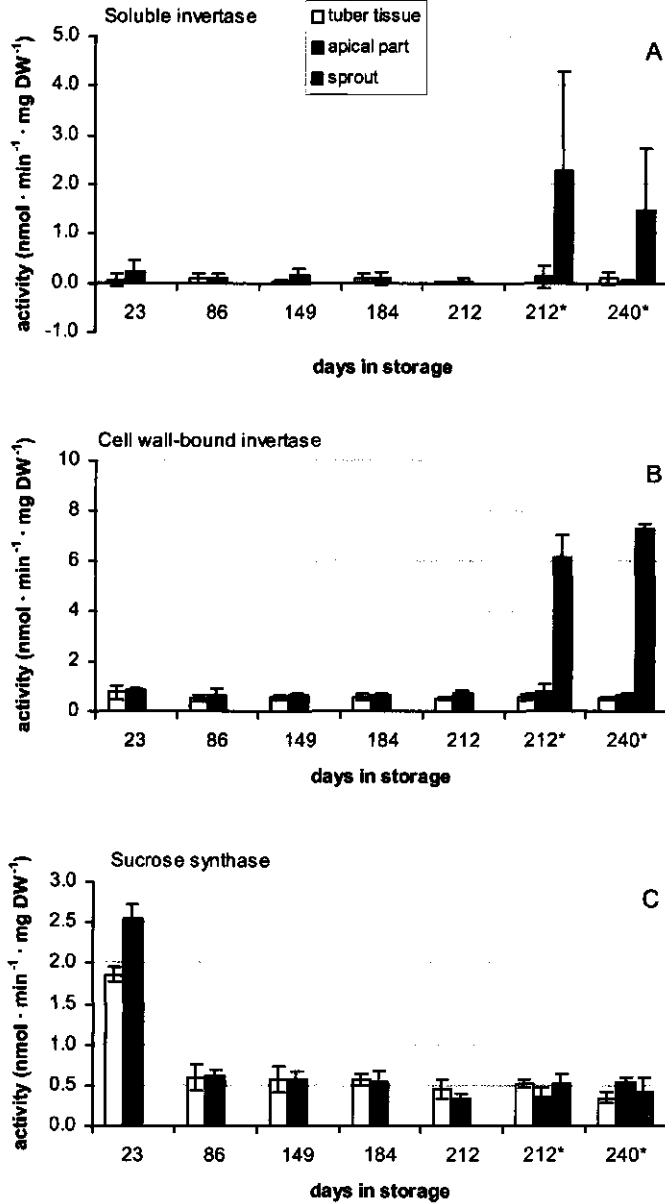 Soluble invertase
tuber tissue
apical part
sprout
A
activity (nmol · min⁻¹ · mg DW⁻¹)
5.0
4.0
3.0
2.0
1.0
0.0
-1.0
23 86 149 184 212 212* 240*
days in storage
Cell wall-bound invertase
B
activity (nmol · min⁻¹ · mg DW⁻¹)
10
8
6
4
2
0
23 86 149 184 212 212* 240*
days in storage
Sucrose synthase
C
activity (nmol · min⁻¹ · mg DW⁻¹)
3.0
2.5
2.0
1.5
1.0
0.5
0.0
23 86 149 184 212 212* 240*
days in storage